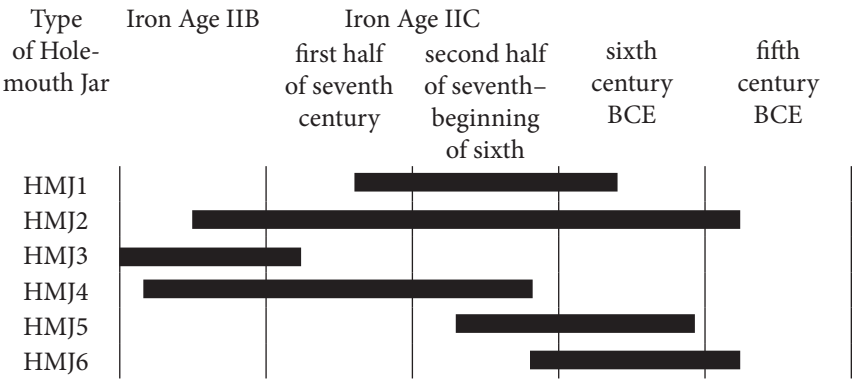 Type
of Hole-
mouth Jar
Iron Age IIB
Iron Age IIC
first half
of seventh
century
second half
of seventh–
beginning
of sixth
sixth
century
BCE
fifth
century
BCE
HMJ1
HMJ2
HMJ3
HMJ4
HMJ5
HMJ6